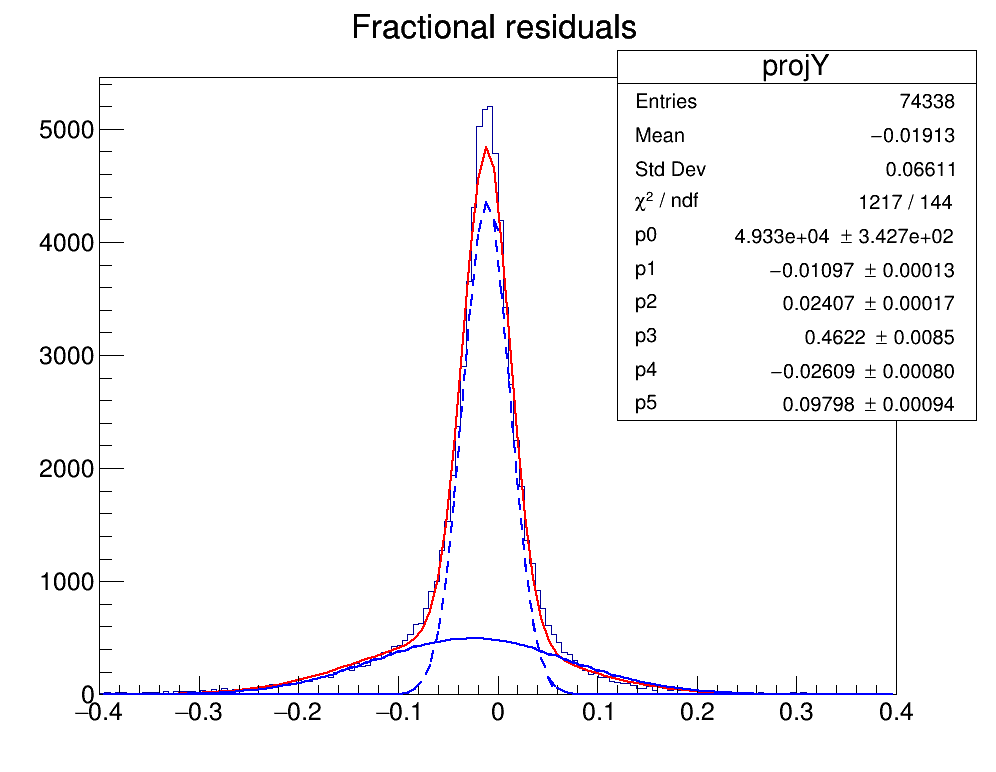 Fractional residuals
projY
Entries 74338
Mean −0.01913
Std Dev 0.06611
χ² / ndf 1217 / 144
p0 4.933e+04 ± 3.427e+02
p1 −0.01097 ± 0.00013
p2 0.02407 ± 0.00017
p3 0.4622 ± 0.0085
p4 −0.02609 ± 0.00080
p5 0.09798 ± 0.00094
5000
4000
3000
2000
1000
0
−0.4 −0.3 −0.2 −0.1 0 0.1 0.2 0.3 0.4